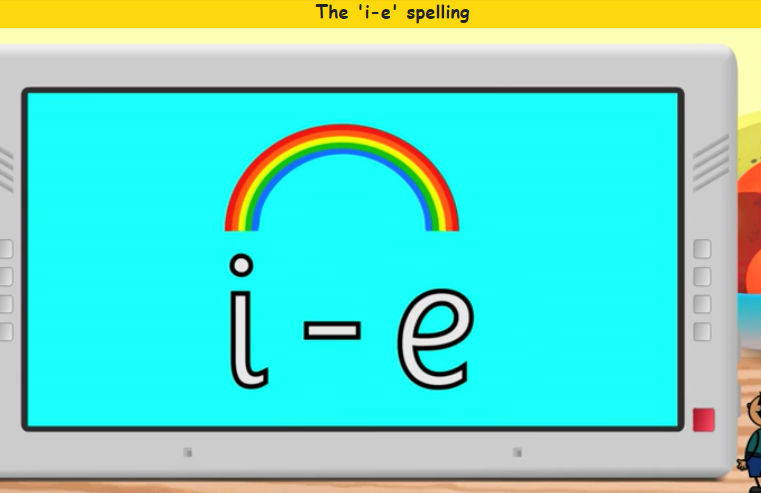 The 'i-e' spelling
i - e